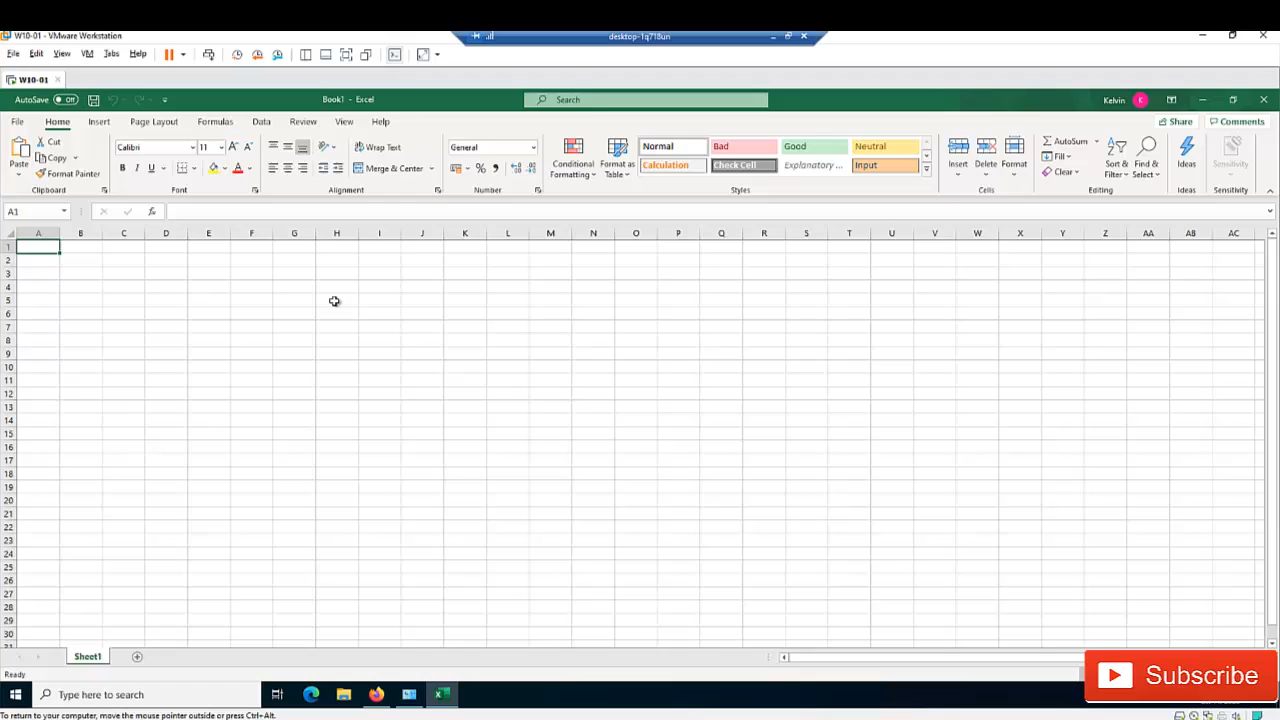 W10-01 - VMware Workstation
desktop-1q718un
File Edit View VM Tabs Help
W10-01
AutoSave Off Book1 - Excel Search Kelvin K
File Home Insert Page Layout Formulas Data Review View Help Share Comments
Paste Cut Copy Format Painter Clipboard
Calibri 11 B I U Font
Wrap Text Merge & Center Alignment
General Number
Conditional Formatting Format as Table
Normal Bad Good Neutral
Calculation Check Cell Explanatory ... Input
Styles
Insert Delete Format Cells
AutoSum Fill Clear Sort & Filter Find & Select Editing
Ideas Ideas
Sensitivity Sensitivity
A1 fx
A B C D E F G H I J K L M N O P Q R S T U V W X Y Z AA AB AC
1
2
3
4
5
6
7
8
9
10
11
12
13
14
15
16
17
18
19
20
21
22
23
24
25
26
27
28
29
30
31
Sheet1
Ready
Subscribe
Type here to search
To return to your computer, move the mouse pointer outside or press Ctrl+Alt.